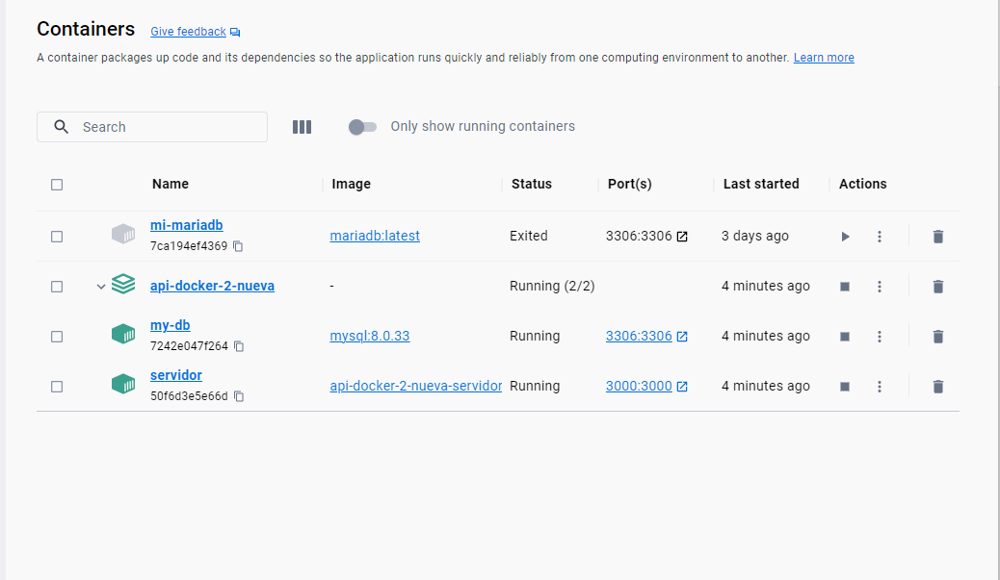 Containers Give feedback
A container packages up code and its dependencies so the application runs quickly and reliably from one computing environment to another. Learn more
Search Only show running containers
Name Image Status Port(s) Last started Actions
mi-mariadb
7ca194ef4369 mariadb:latest Exited 3306:3306 3 days ago
api-docker-2-nueva - Running (2/2) 4 minutes ago
my-db
7242e047f264 mysql:8.0.33 Running 3306:3306 4 minutes ago
servidor
50f6d3e5e66d api-docker-2-nueva-servidor Running 3000:3000 4 minutes ago